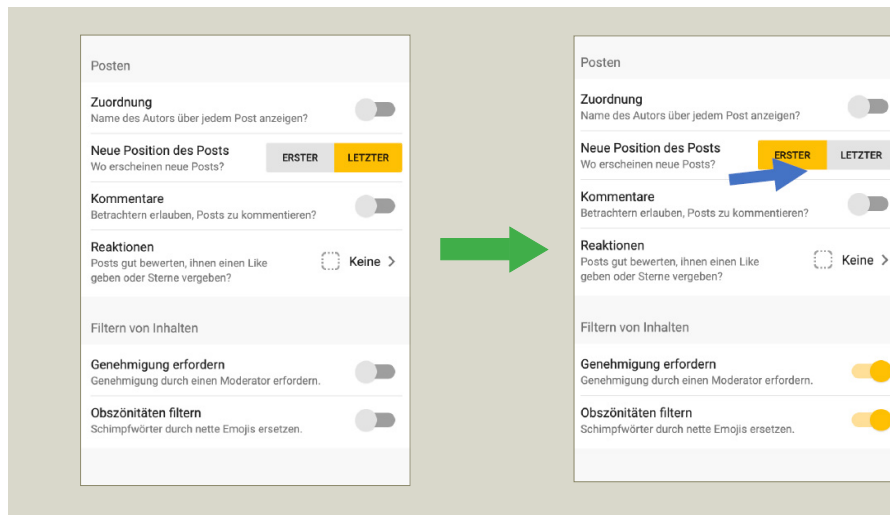 Posten
Zuordnung
Name des Autors über jedem Post anzeigen?
Neue Position des Posts
Wo erscheinen neue Posts?
ERSTER
LETZTER
Kommentare
Betrachtern erlauben, Posts zu kommentieren?
Reaktionen
Posts gut bewerten, ihnen einen Like
geben oder Sterne vergeben?
Keine >
Filtern von Inhalten
Genehmigung erfordern
Genehmigung durch einen Moderator erfordern.
Obszönitäten filtern
Schimpfwörter durch nette Emojis ersetzen.
Posten
Zuordnung
Name des Autors über jedem Post anzeigen?
Neue Position des Posts
Wo erscheinen neue Posts?
ERSTER
LETZTER
Kommentare
Betrachtern erlauben, Posts zu kommentieren?
Reaktionen
Posts gut bewerten, ihnen einen Like
geben oder Sterne vergeben?
Keine >
Filtern von Inhalten
Genehmigung erfordern
Genehmigung durch einen Moderator erfordern.
Obszönitäten filtern
Schimpfwörter durch nette Emojis ersetzen.